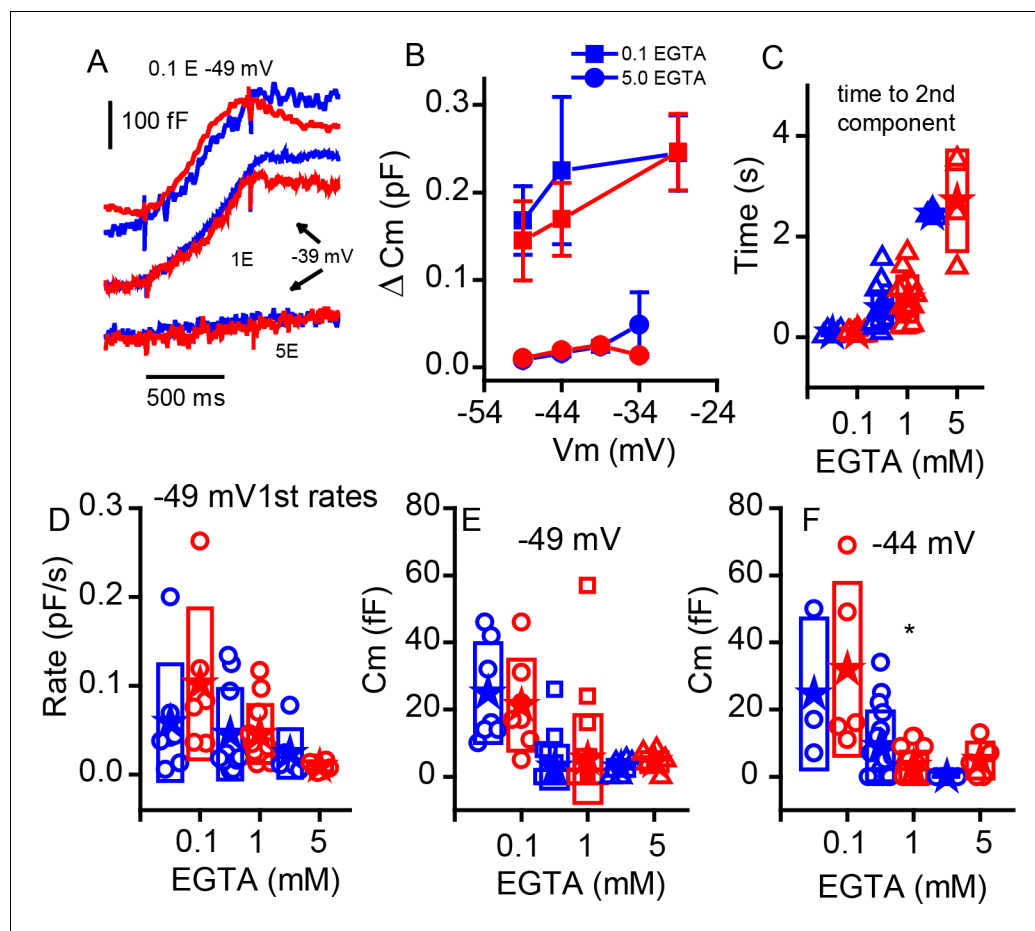 A
0.1 E -49 mV
100 fF
1E
-39 mV
5E
500 ms
B
0.1 EGTA
5.0 EGTA
0.3
0.2
0.1
0.0
Δ Cm (pF)
-54
-44
-34
-24
Vm (mV)
C
time to 2nd
component
4
2
0
Time (s)
0.1
1
5
EGTA (mM)
D
-49 mV1st rates
0.3
0.2
0.1
0.0
Rate (pF/s)
0.1
1
5
EGTA (mM)
E
-49 mV
80
60
40
20
0
Cm (fF)
0.1
1
5
EGTA (mM)
F
-44 mV
*
80
60
40
20
0
Cm (fF)
0.1
1
5
EGTA (mM)